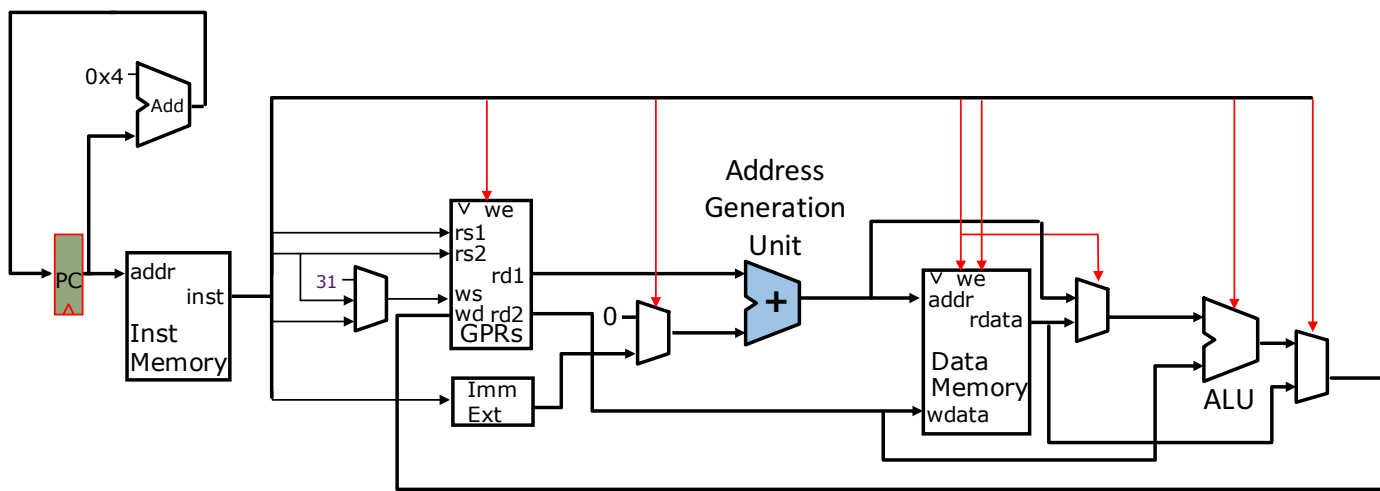 0x4
Add
PC
addr
inst
Inst
Memory
31
we
rs1
rs2
rd1
ws
wd rd2
GPRs
Imm
Ext
0
Address
Generation
Unit
+
we
addr
rdata
Data
Memory
wdata
ALU